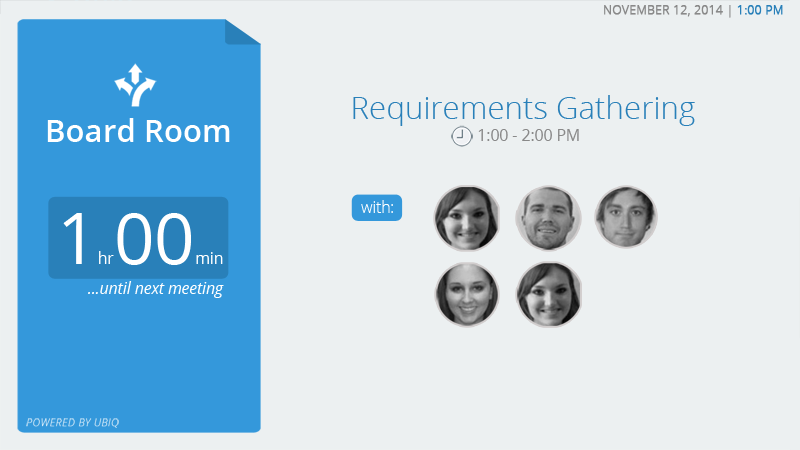 NOVEMBER 12, 2014 | 1:00 PM
Board Room
1 hr 00 min
...until next meeting
POWERED BY UBIQ
Requirements Gathering
1:00 - 2:00 PM
with: